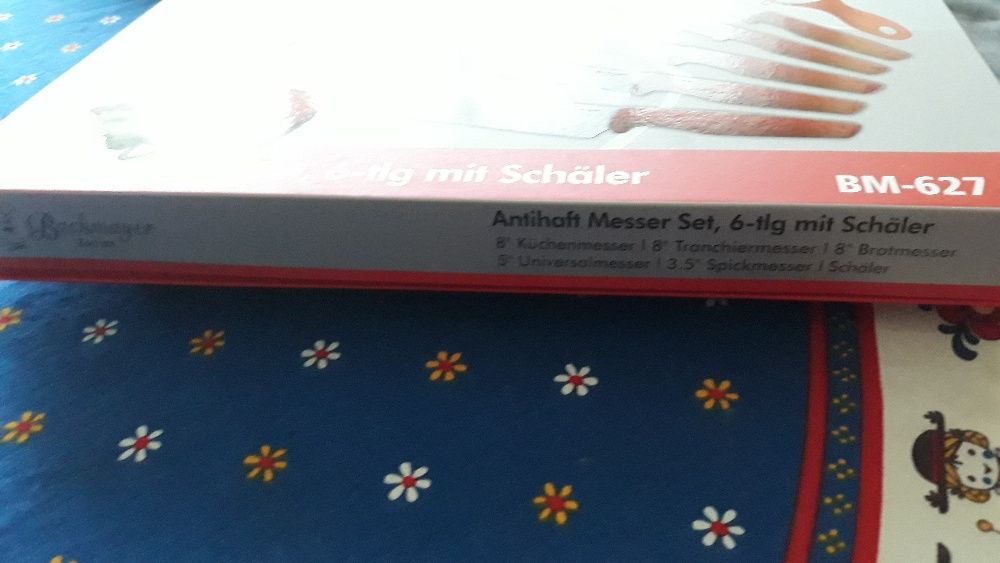 6-tlg mit Schäler
BM-627
Antihaft Messer Set, 6-tlg mit Schäler
8" Küchenmesser | 8" Tranchiermesser | 8" Brotmesser
5" Universalmesser | 3.5" Spickmesser | Schäler